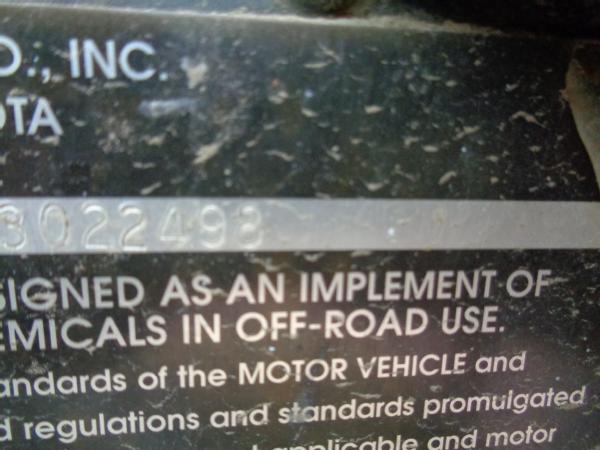 O., INC.
OTA
3022498
SIGNED AS AN IMPLEMENT OF
EMICALS IN OFF-ROAD USE.
andards of the MOTOR VEHICLE and
d regulations and standards promulgated
applicable and motor